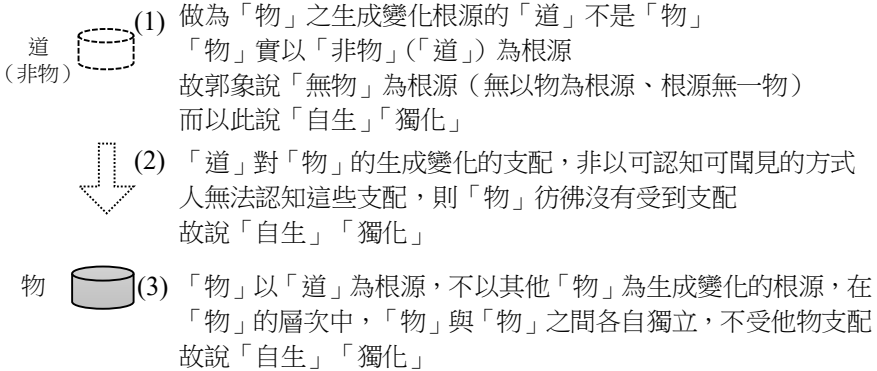 (1) 做為「物」之生成變化根源的「道」不是「物」
道
(非物)
「物」實以「非物」(「道」) 為根源
故郭象說「無物」為根源(無以物為根源、根源無一物)
而以此說「自生」「獨化」
(2) 「道」對「物」的生成變化的支配,非以可認知可聞見的方式
人無法認知這些支配,則「物」彷彿沒有受到支配
故說「自生」「獨化」
物
(3) 「物」以「道」為根源,不以其他「物」為生成變化的根源,在
「物」的層次中,「物」與「物」之間各自獨立,不受他物支配
故說「自生」「獨化」